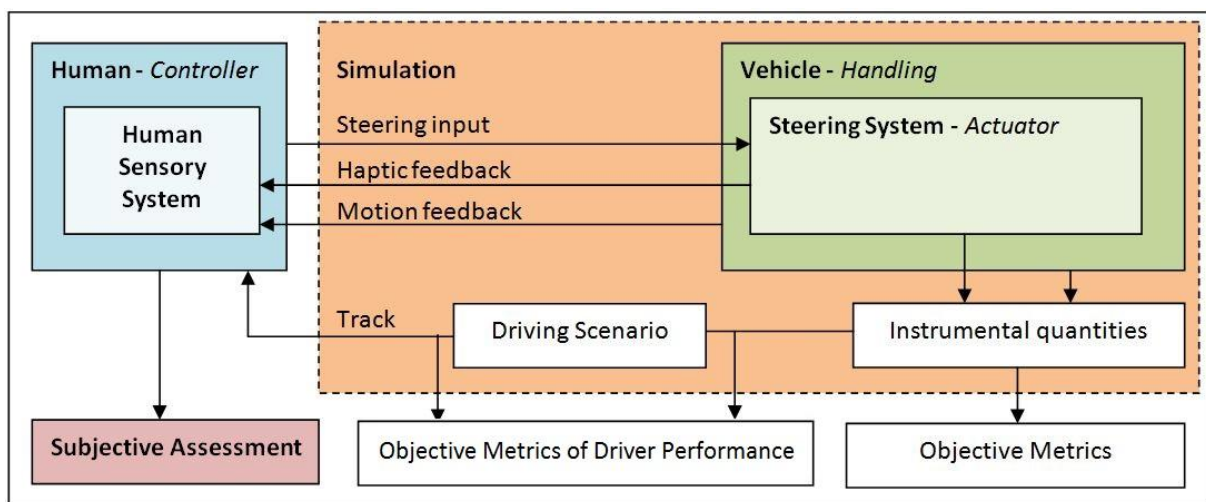 Human - Controller
Human
Sensory
System
Simulation
Steering input
Haptic feedback
Motion feedback
Vehicle - Handling
Steering System - Actuator
Track
Driving Scenario
Instrumental quantities
Subjective Assessment
Objective Metrics of Driver Performance
Objective Metrics